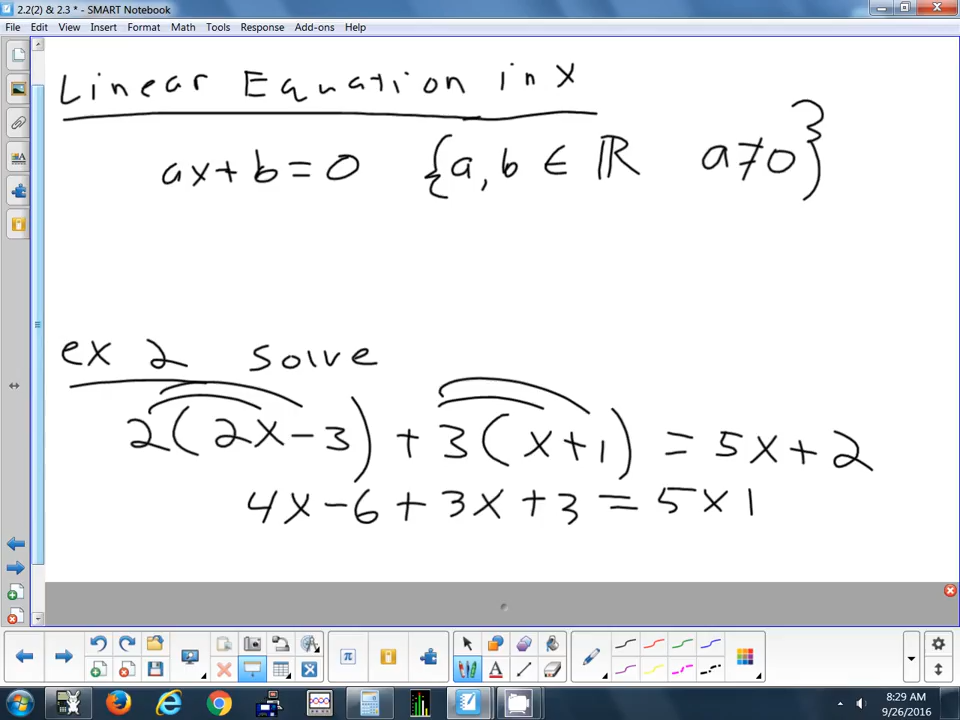 2.2(2) & 2.3 * - SMART Notebook
File Edit View Insert Format Math Tools Response Add-ons Help
Linear Equation in x
ax+b=0 {a,b ∈ ℝ a≠0}
ex 2 solve
2(2x-3) + 3(x+1) = 5x+2
4x-6+3x+3=5x1
8:29 AM
9/26/2016